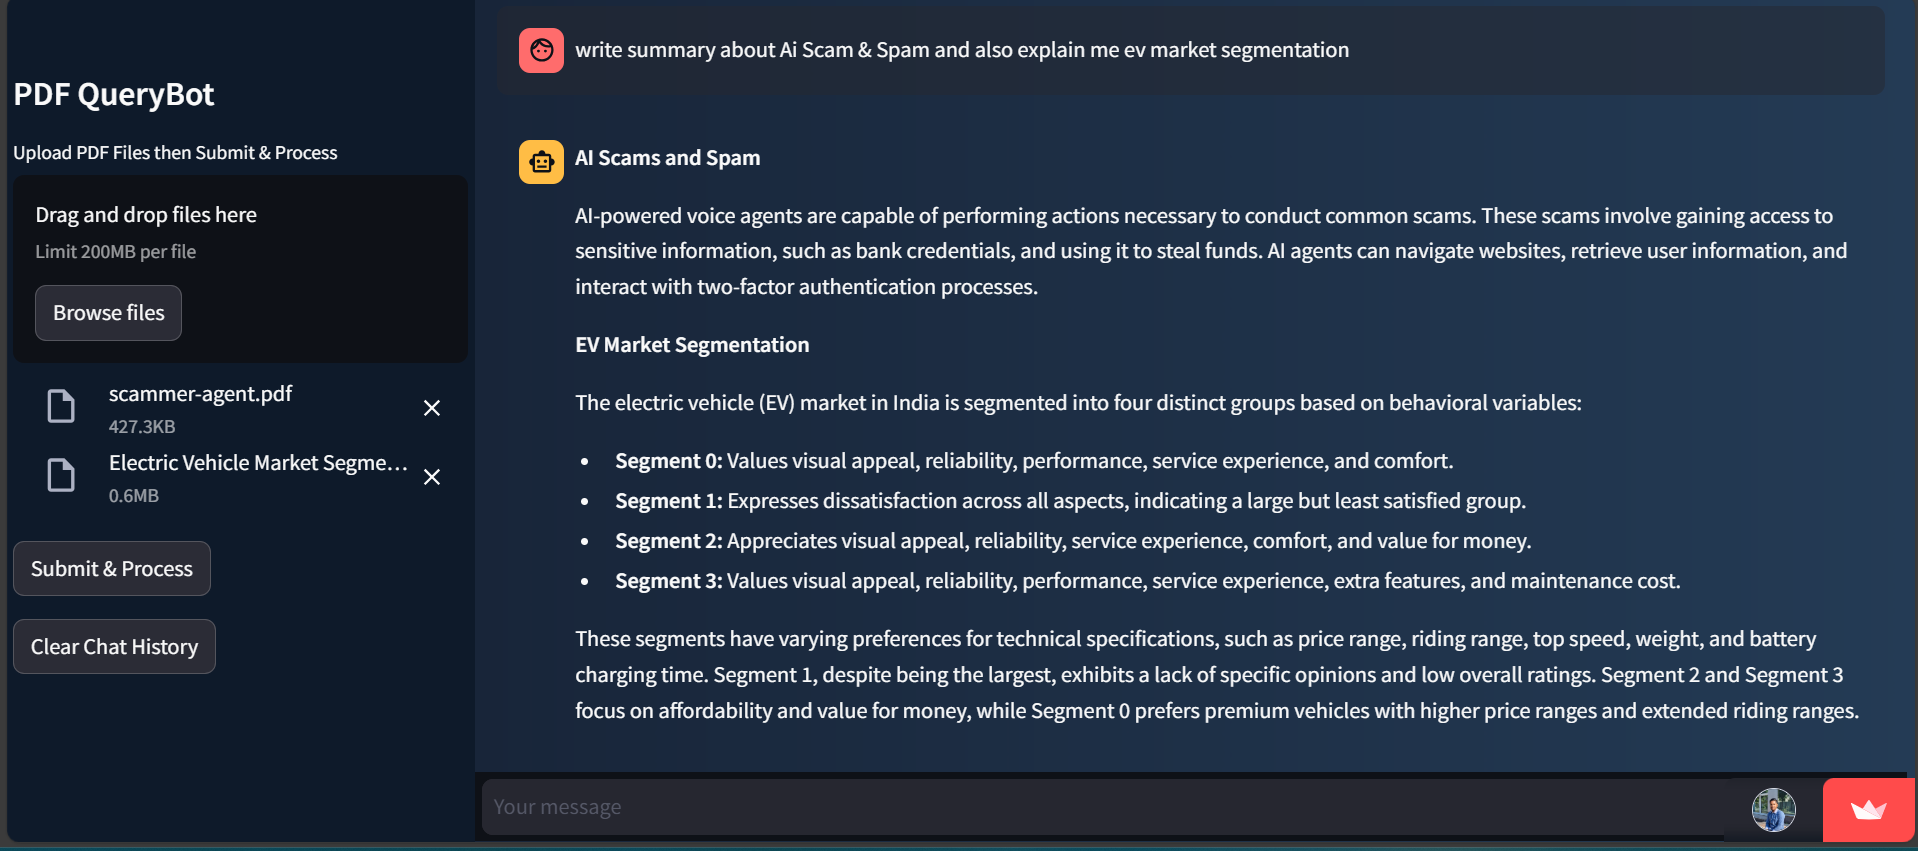 PDF QueryBot
Upload PDF Files then Submit & Process
Drag and drop files here
Limit 200MB per file
Browse files
scammer-agent.pdf
427.3KB
Electric Vehicle Market Segme...
0.6MB
Submit & Process
Clear Chat History
write summary about Ai Scam & Spam and also explain me ev market segmentation
AI Scams and Spam
AI-powered voice agents are capable of performing actions necessary to conduct common scams. These scams involve gaining access to
sensitive information, such as bank credentials, and using it to steal funds. AI agents can navigate websites, retrieve user information, and
interact with two-factor authentication processes.
EV Market Segmentation
The electric vehicle (EV) market in India is segmented into four distinct groups based on behavioral variables:
• Segment 0: Values visual appeal, reliability, performance, service experience, and comfort.
• Segment 1: Expresses dissatisfaction across all aspects, indicating a large but least satisfied group.
• Segment 2: Appreciates visual appeal, reliability, service experience, comfort, and value for money.
• Segment 3: Values visual appeal, reliability, performance, service experience, extra features, and maintenance cost.
These segments have varying preferences for technical specifications, such as price range, riding range, top speed, weight, and battery
charging time. Segment 1, despite being the largest, exhibits a lack of specific opinions and low overall ratings. Segment 2 and Segment 3
focus on affordability and value for money, while Segment 0 prefers premium vehicles with higher price ranges and extended riding ranges.
Your message